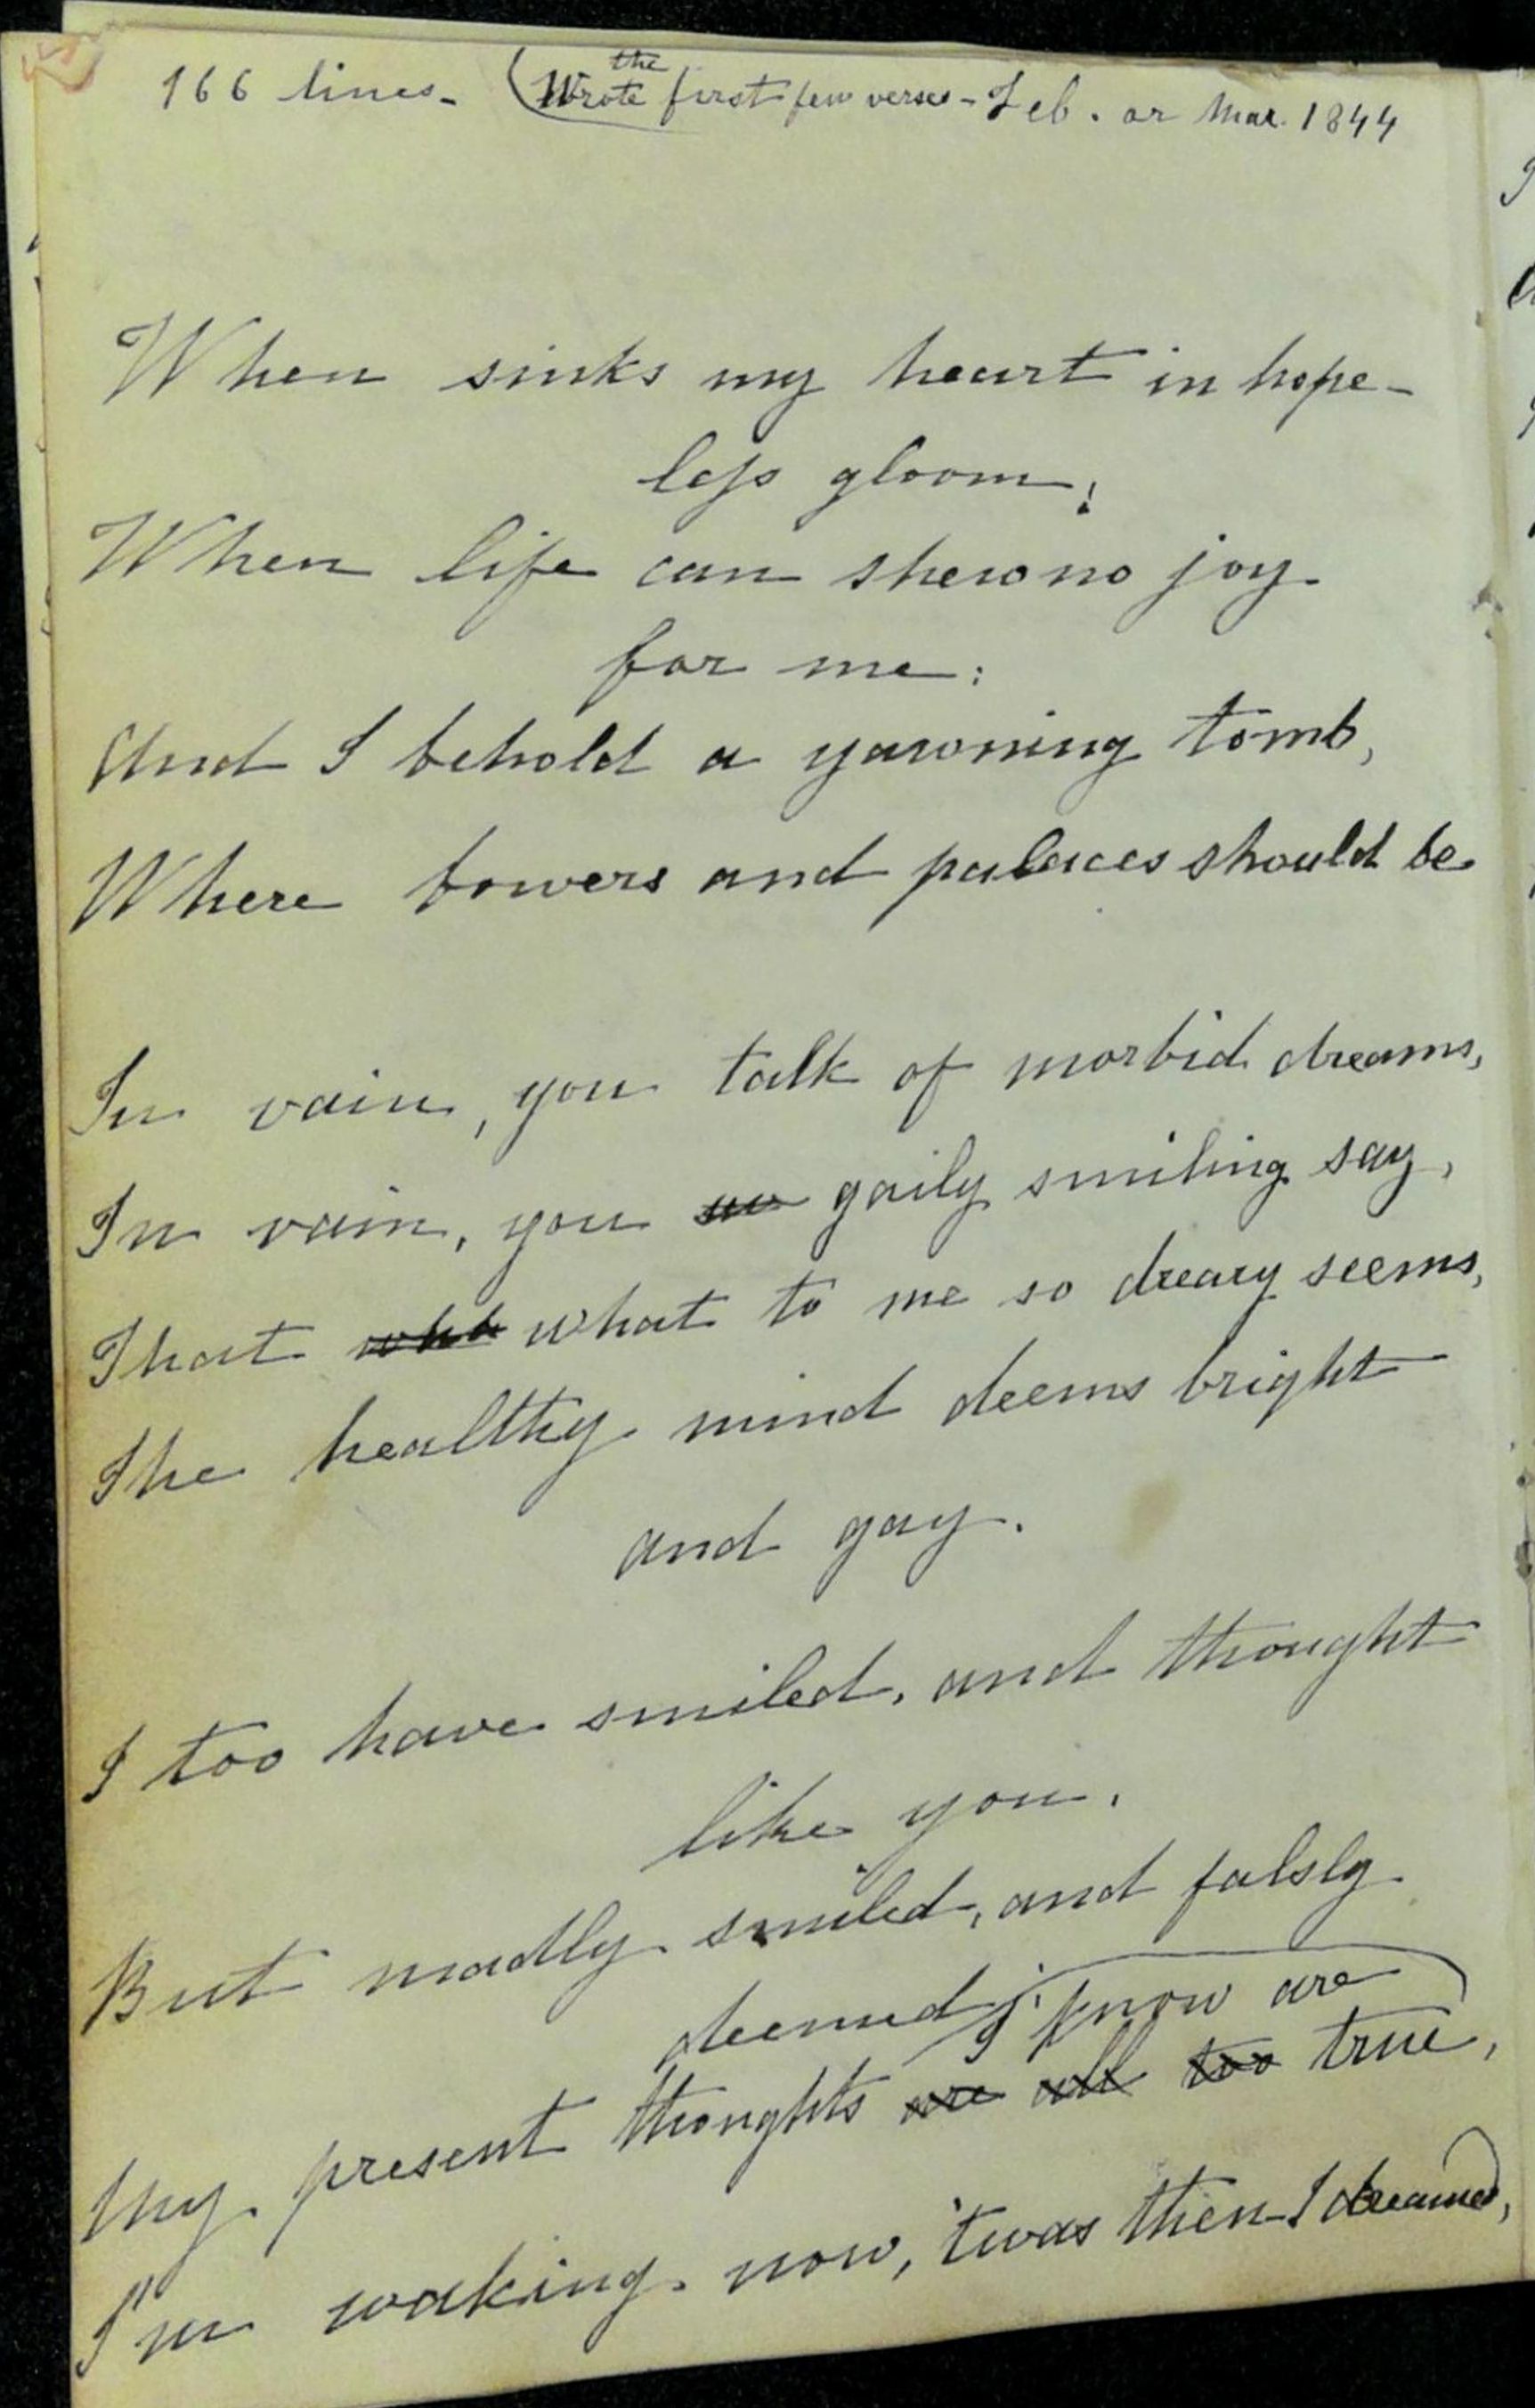 166 lines - (Wrote the first few verses - Feb. or Mar. 1844
When sinks my heart in hope-
less gloom;
When life can shew no joy
for me:
And I behold a yawning tomb,
Where bowers and palaces should be
In vain, you talk of morbid dreams,
In vain, you so gaily smiling say,
That what what to me so dreary seems,
The healthy mind deems bright
and gay.
I too have smiled, and thought
like you.
But madly smiled, and falsly
deemed;
I know are
My present thoughts are all too true,
I'm waking now, 'twas then I dreamed,